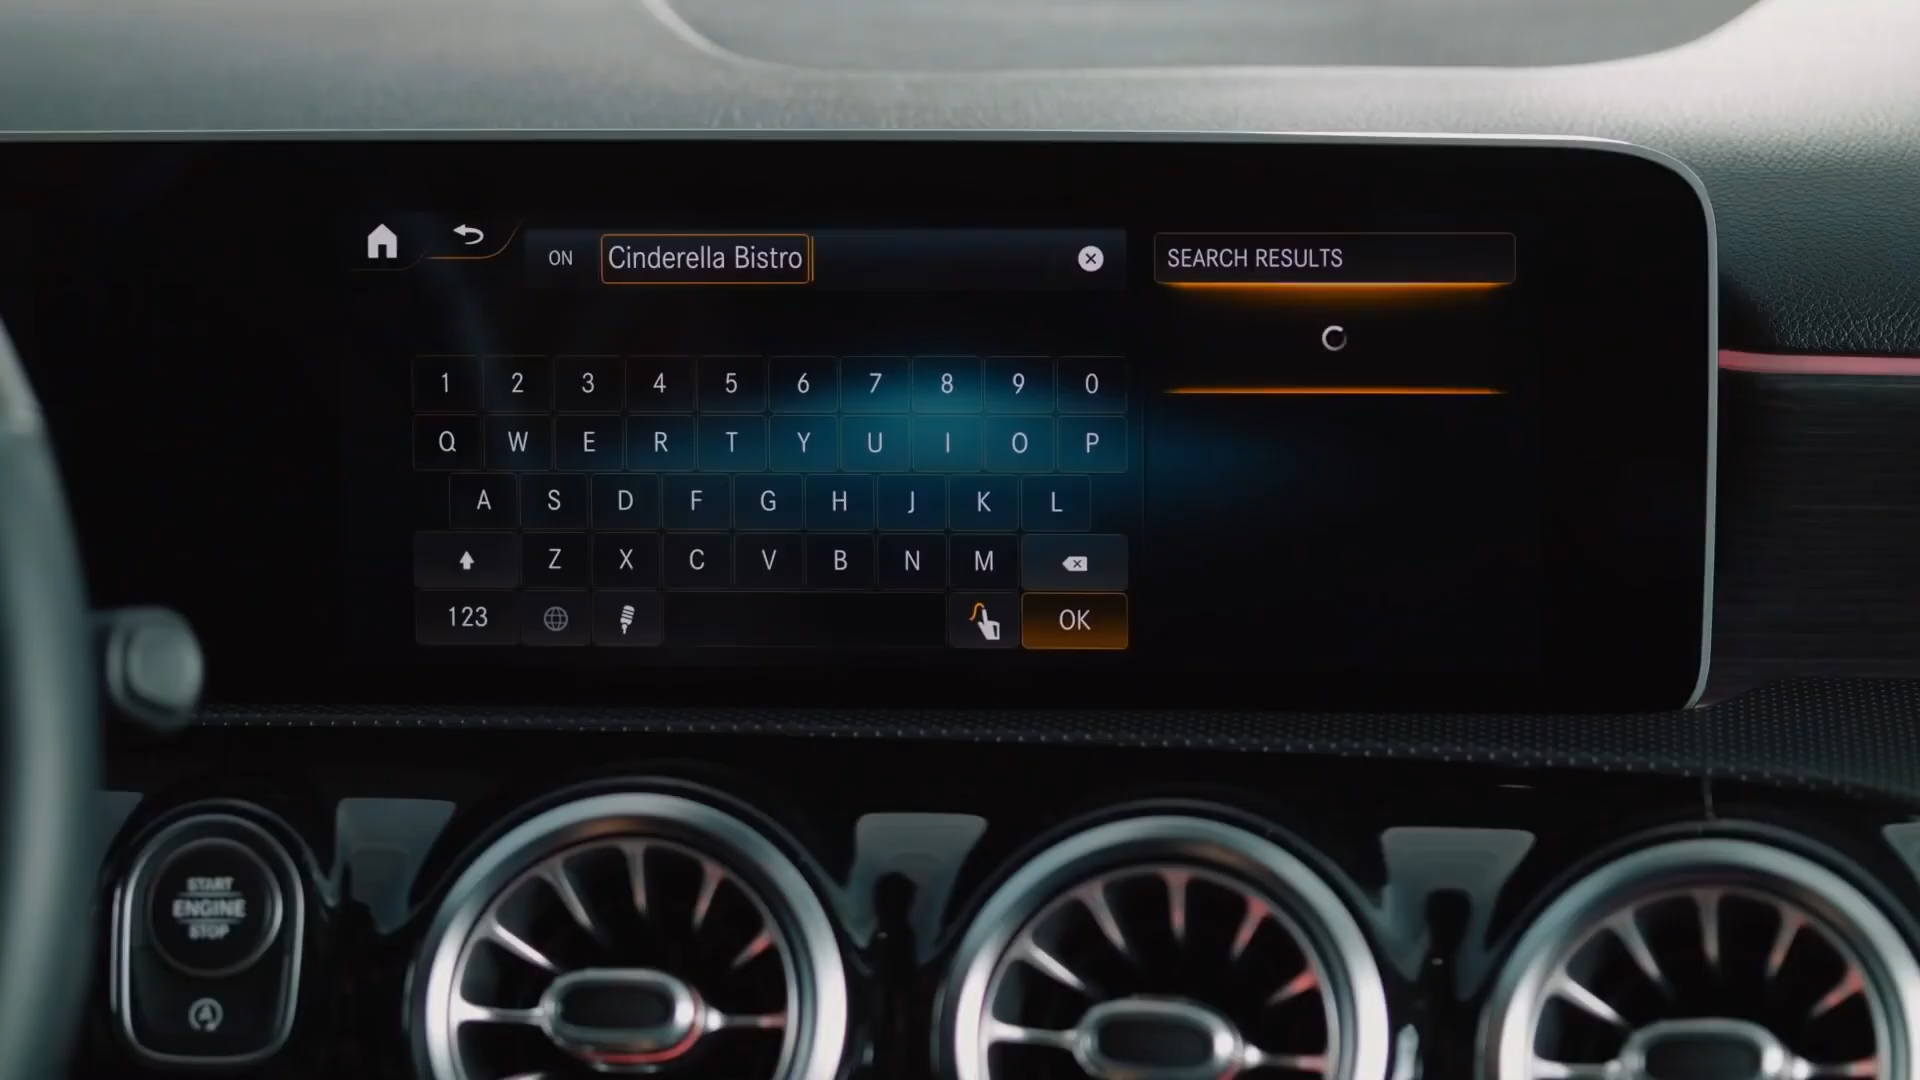 ON Cinderella Bistro
SEARCH RESULTS
1 2 3 4 5 6 7 8 9 0
Q W E R T Y U I O P
A S D F G H J K L
Z X C V B N M
123 OK
START
ENGINE
STOP
A